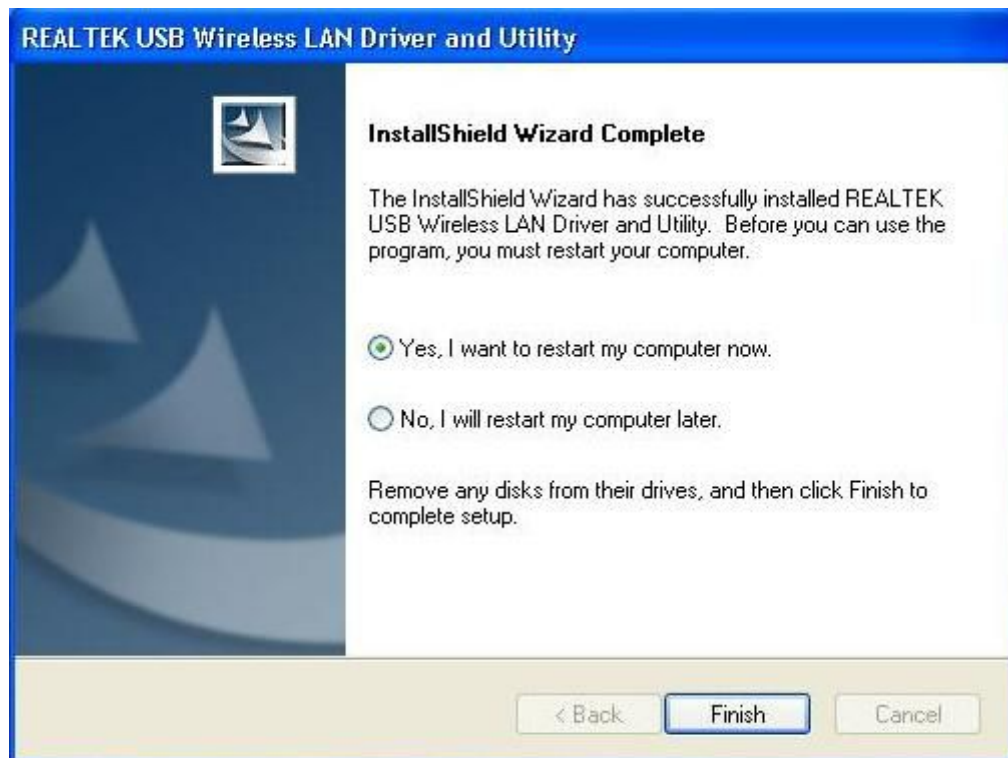 REALTEK USB Wireless LAN Driver and Utility
InstallShield Wizard Complete
The InstallShield Wizard has successfully installed REALTEK
USB Wireless LAN Driver and Utility.  Before you can use the
program, you must restart your computer.
Yes, I want to restart my computer now.
No, I will restart my computer later.
Remove any disks from their drives, and then click Finish to
complete setup.
< Back
Finish
Cancel